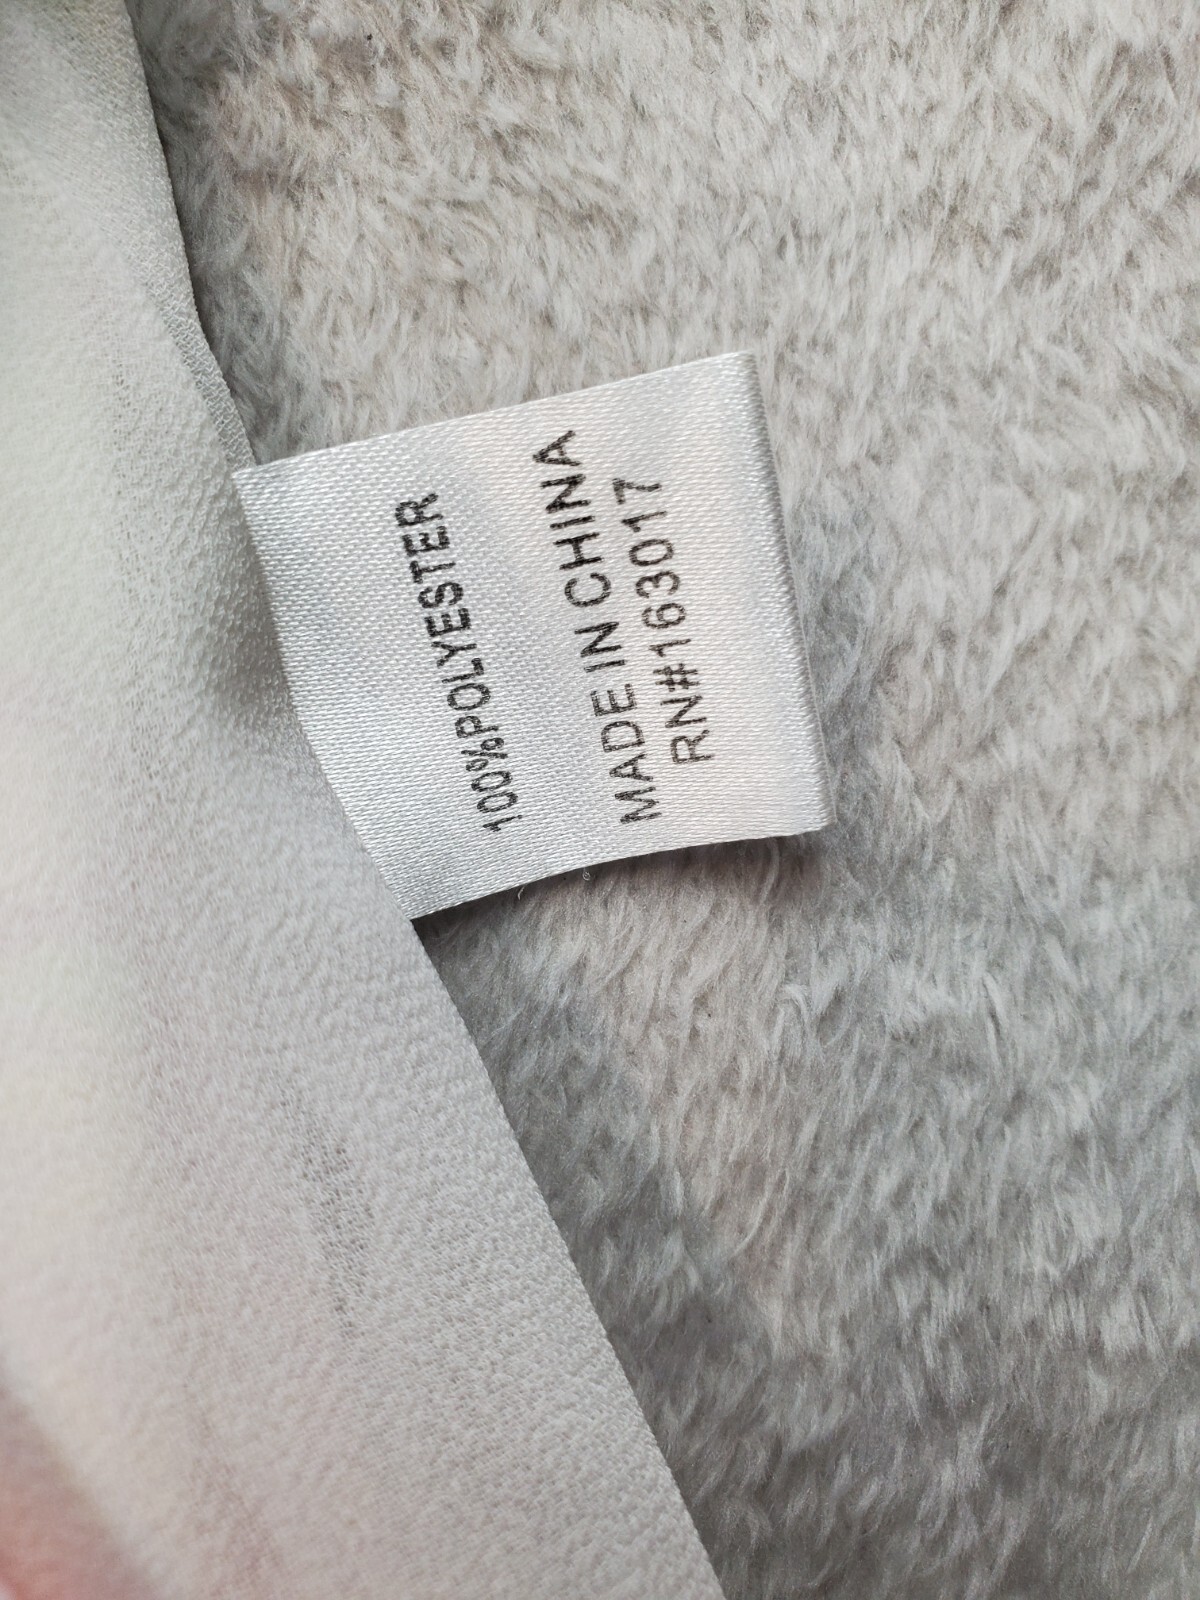 100%POLYESTER
MADE IN CHINA
RN#163017